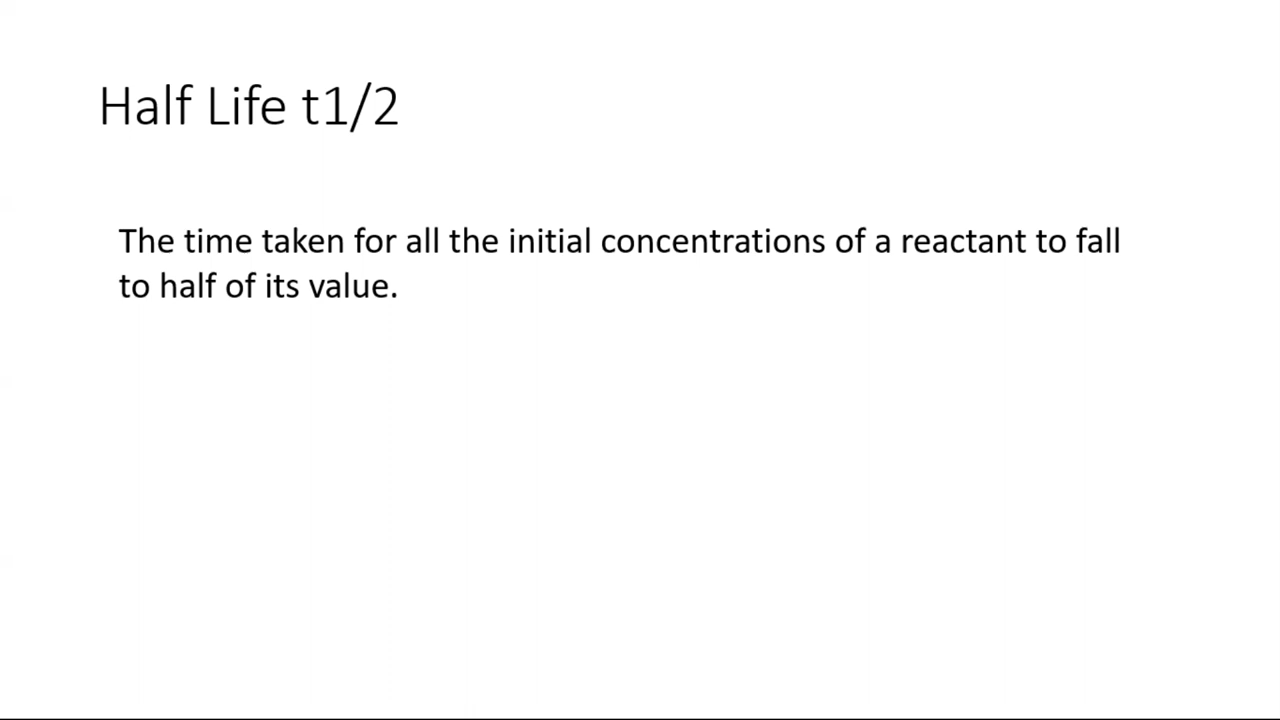 Half Life t1/2
The time taken for all the initial concentrations of a reactant to fall
to half of its value.